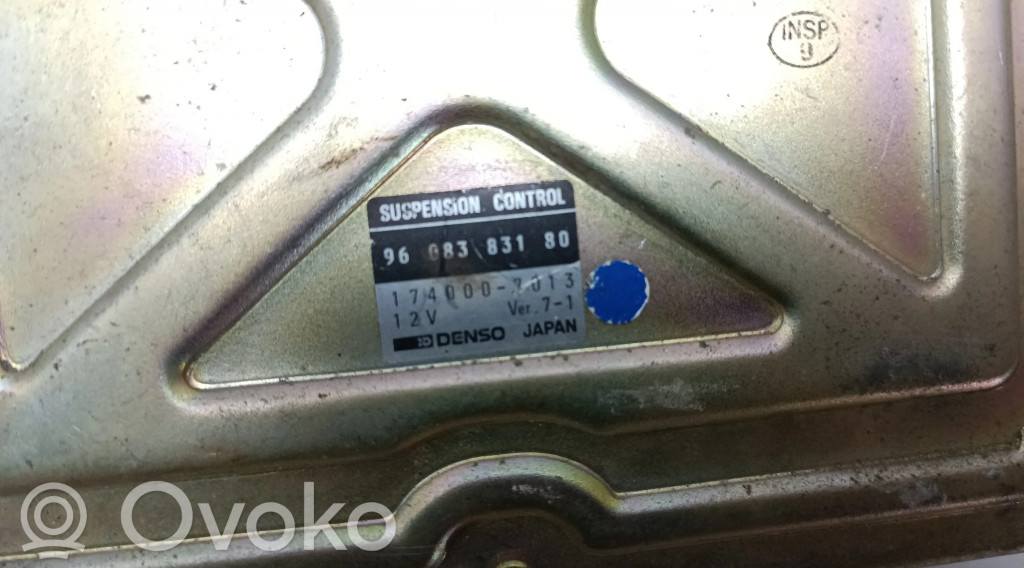 INSP
9
SUSPENSION CONTROL
96 083 831 80
174000-7013
12V Ver.7-1
DENSO JAPAN
Ovoko